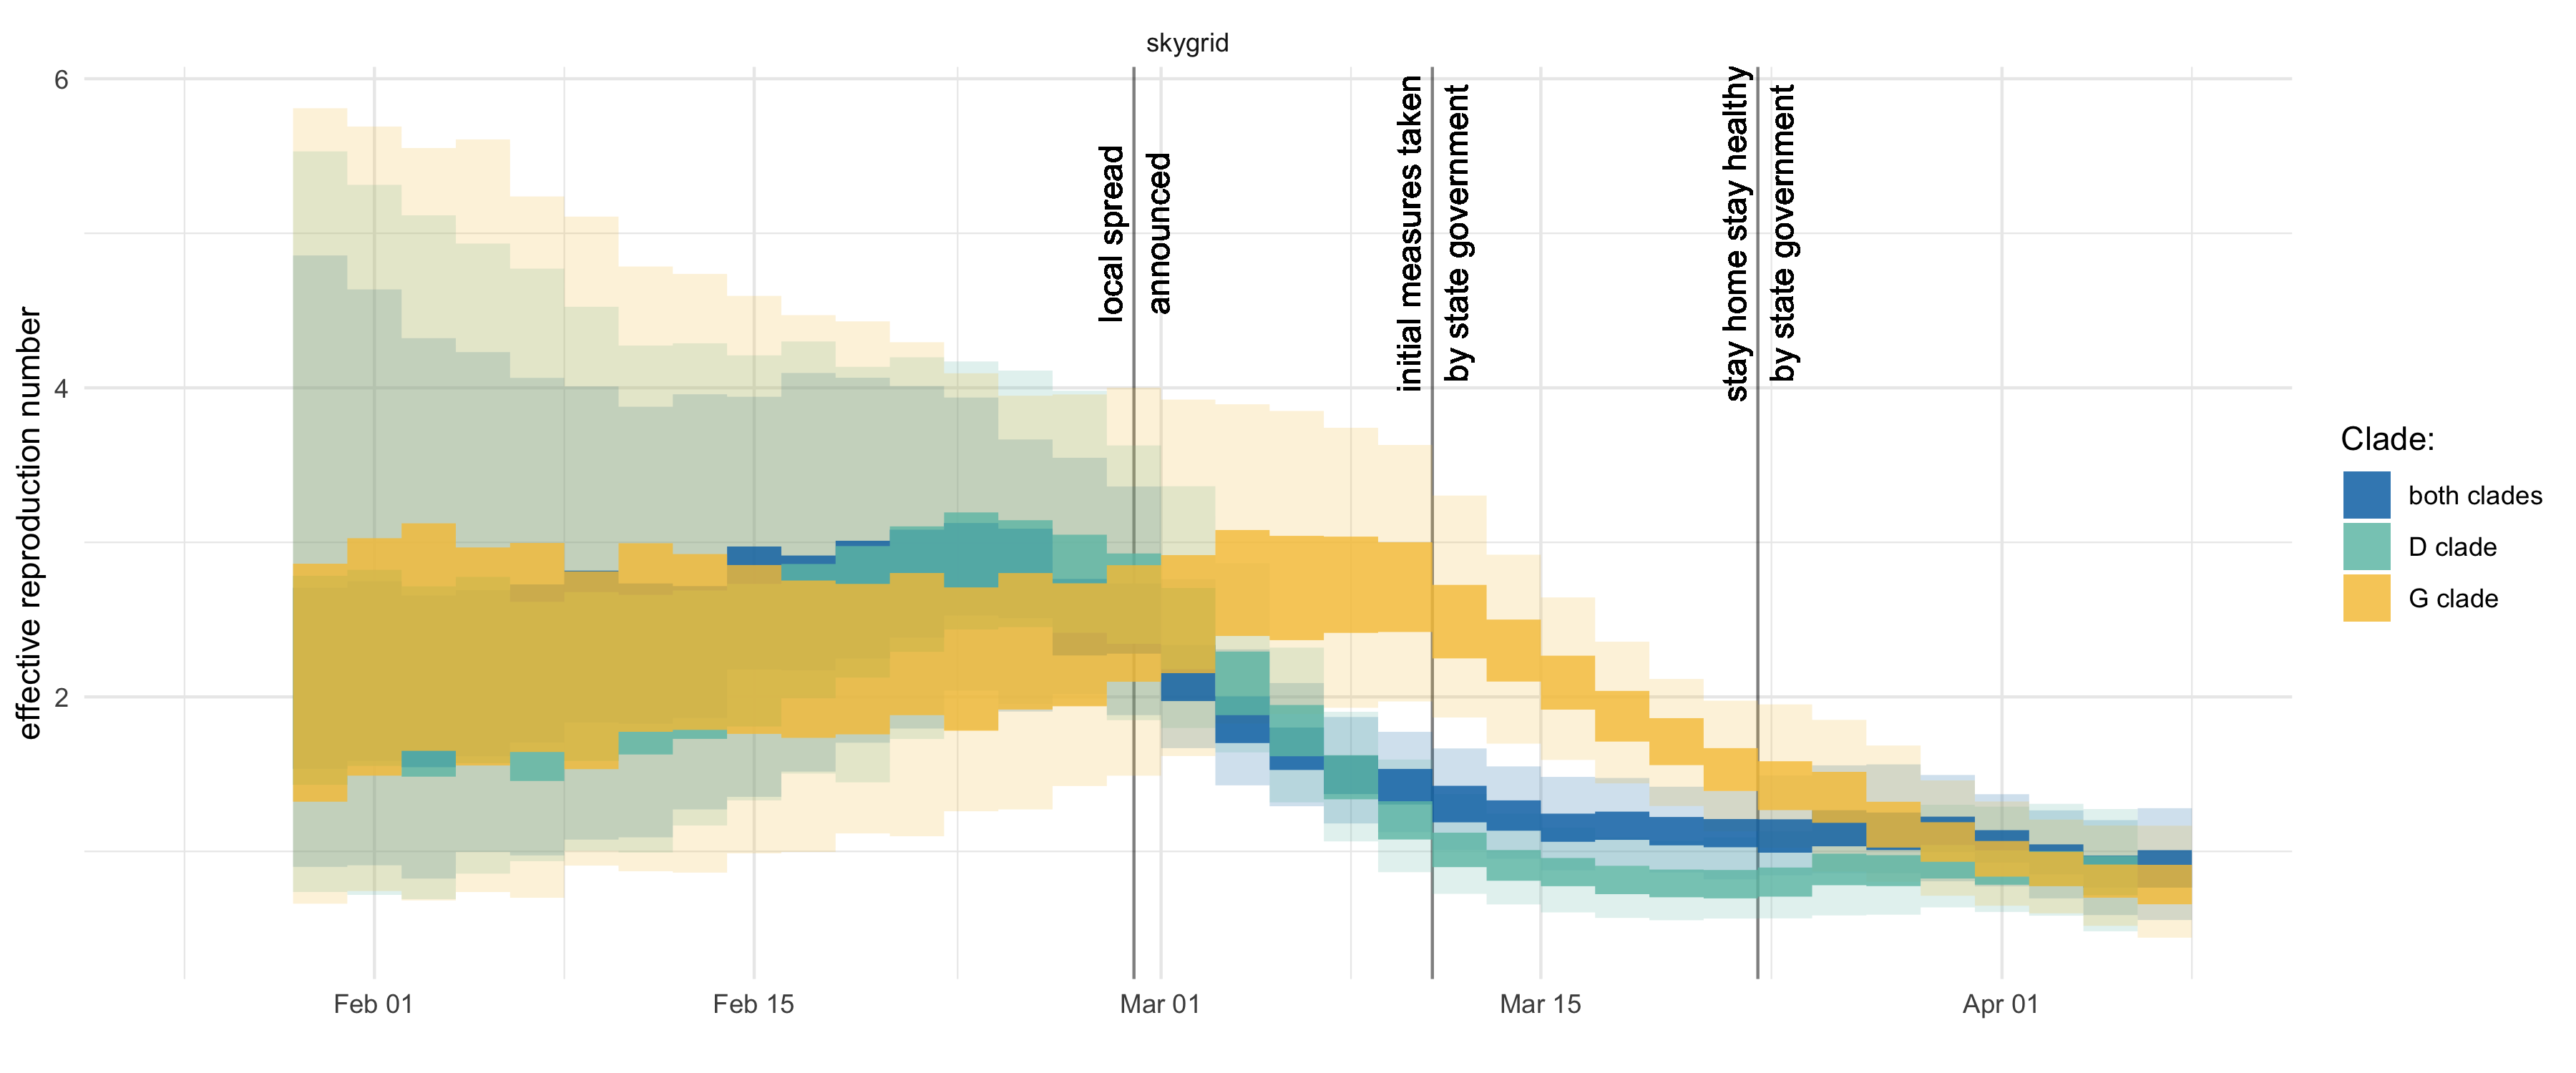 skygrid
effective reproduction number
6
4
2
local spread
announced
initial measures taken
by state government
stay home stay healthy
by state government
Feb 01
Feb 15
Mar 01
Mar 15
Apr 01
Clade:
both clades
D clade
G clade